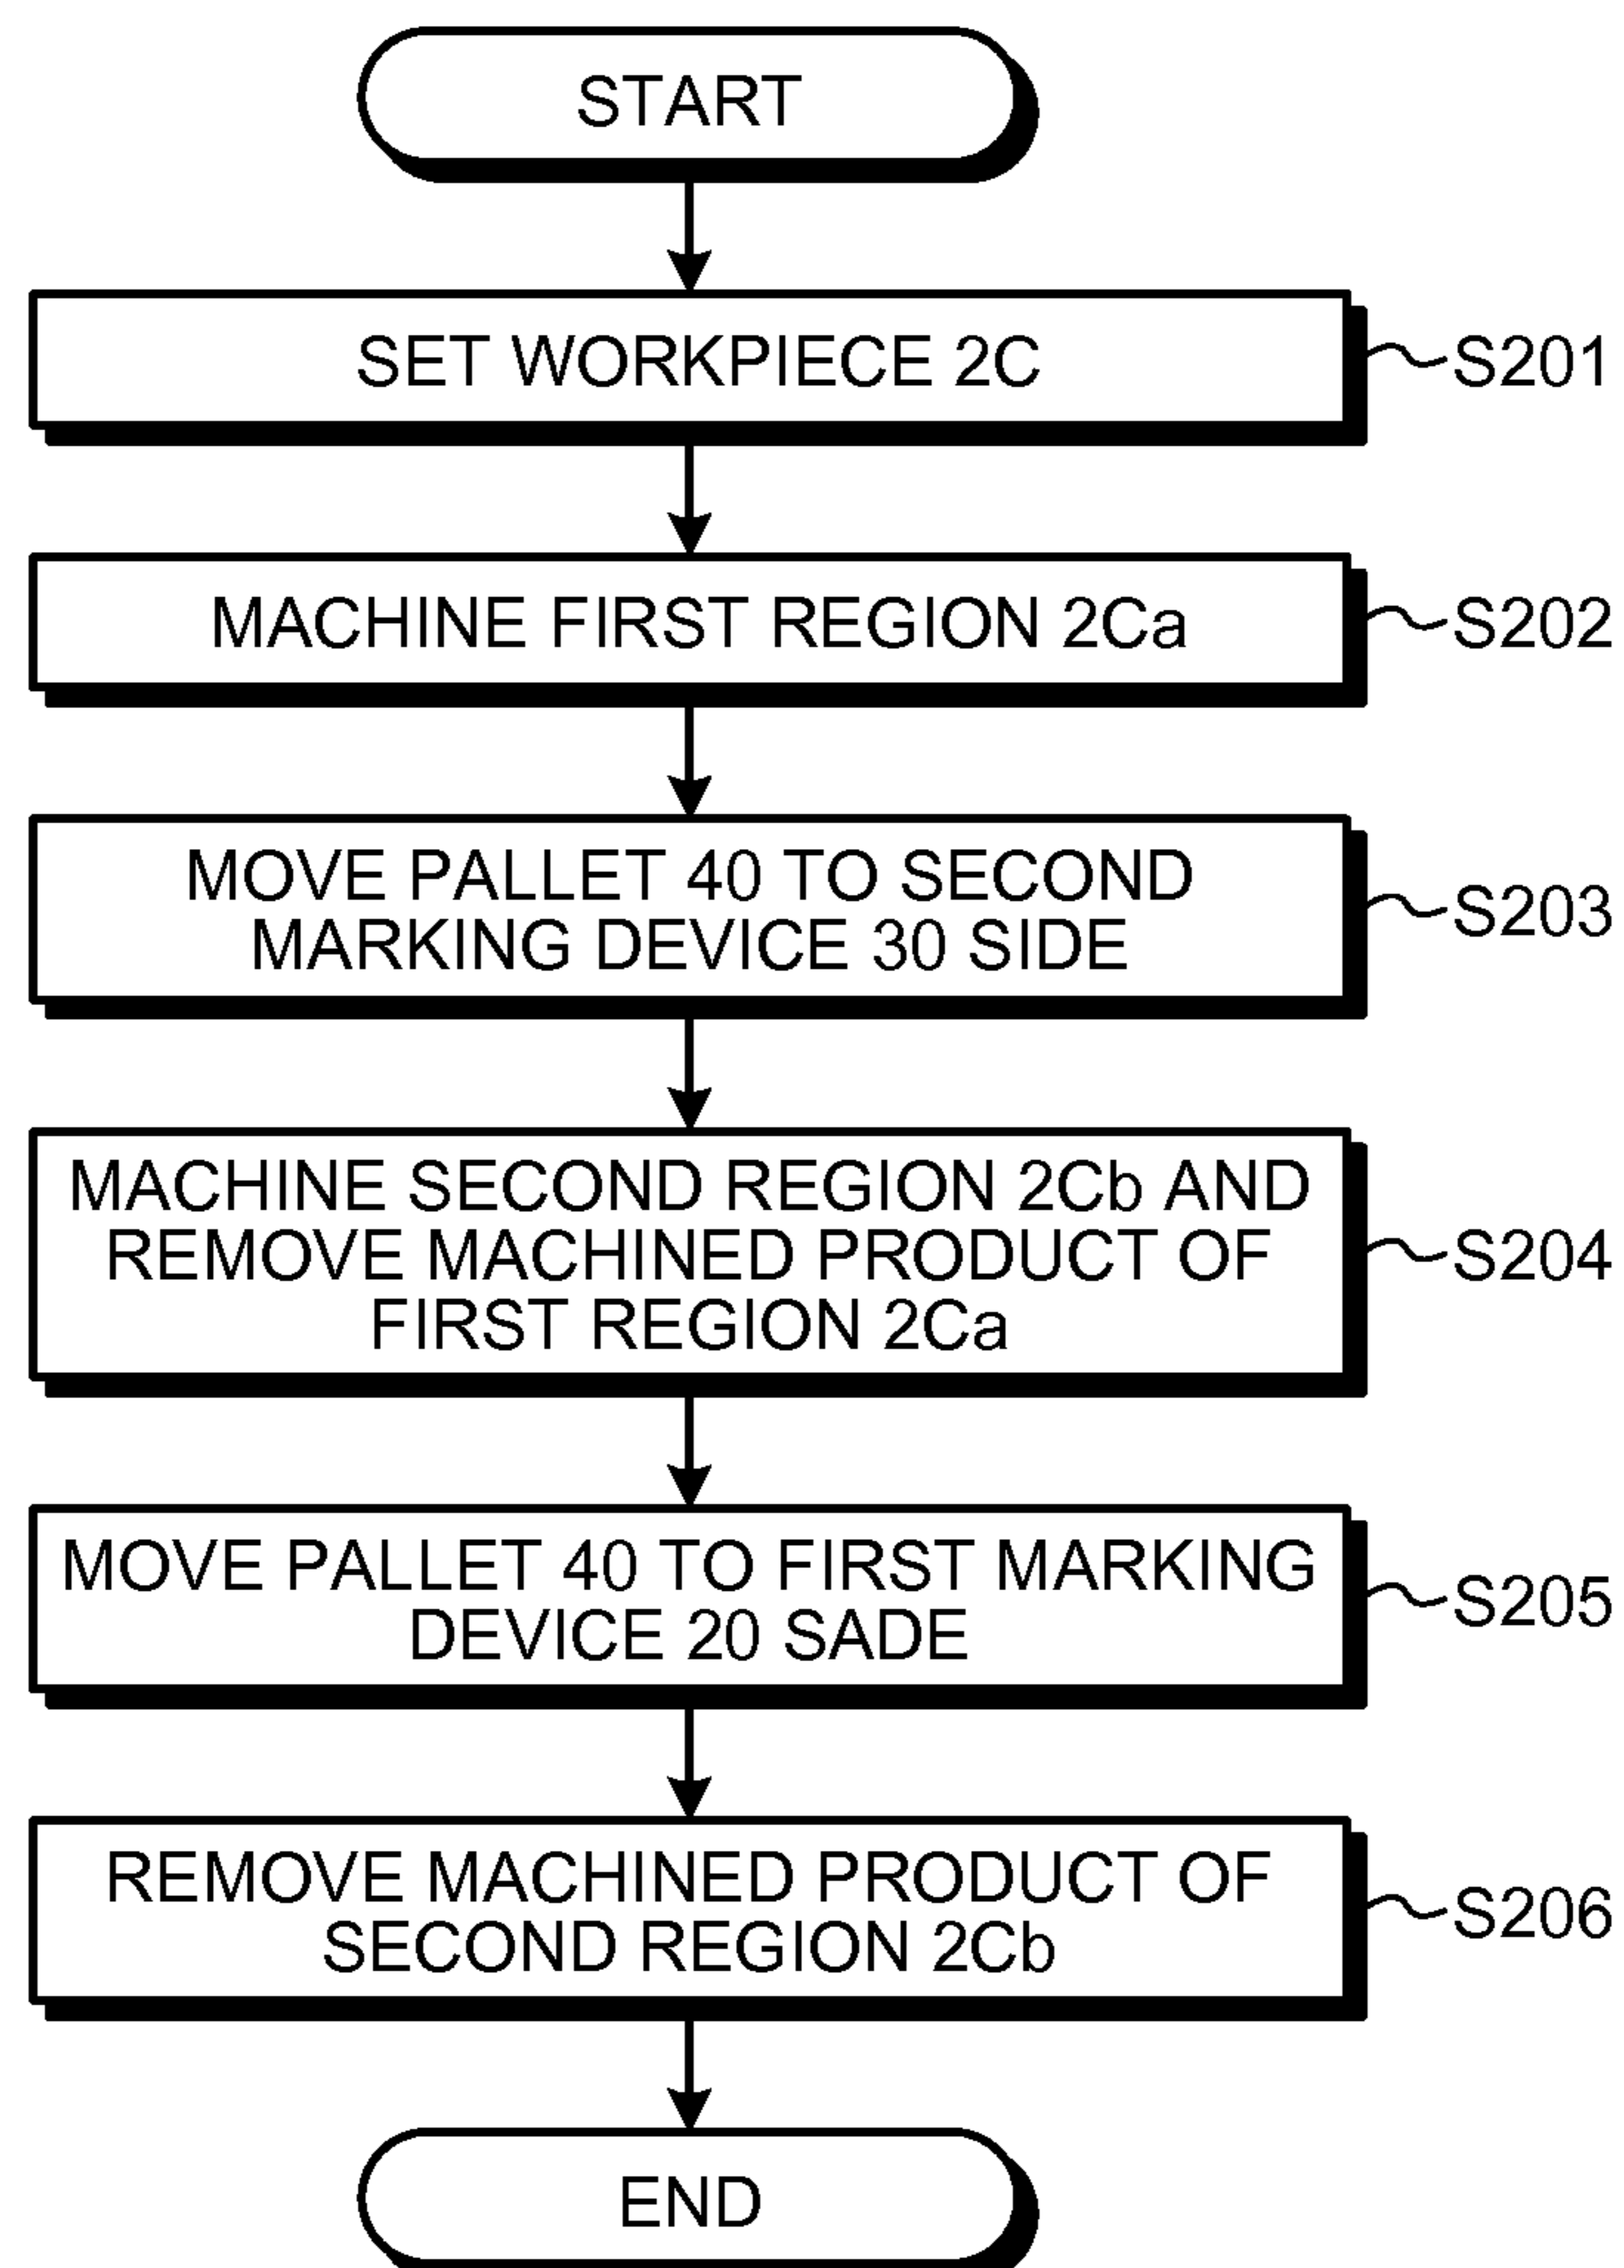 START
SET WORKPIECE 2C
S201
MACHINE FIRST REGION 2Ca
S202
MOVE PALLET 40 TO SECOND
MARKING DEVICE 30 SIDE
S203
MACHINE SECOND REGION 2Cb AND
REMOVE MACHINED PRODUCT OF
FIRST REGION 2Ca
S204
MOVE PALLET 40 TO FIRST MARKING
DEVICE 20 SADE
S205
REMOVE MACHINED PRODUCT OF
SECOND REGION 2Cb
S206
END